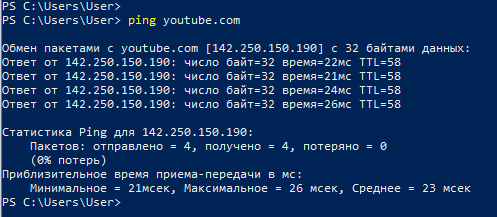 PS C:\Users\User>
PS C:\Users\User> ping youtube.com
Обмен пакетами с youtube.com [142.250.150.190] с 32 байтами данных:
Ответ от 142.250.150.190: число байт=32 время=22мс TTL=58
Ответ от 142.250.150.190: число байт=32 время=21мс TTL=58
Ответ от 142.250.150.190: число байт=32 время=24мс TTL=58
Ответ от 142.250.150.190: число байт=32 время=26мс TTL=58
Статистика Ping для 142.250.150.190:
Пакетов: отправлено = 4, получено = 4, потеряно = 0
(0% потерь)
Приблизительное время приема-передачи в мс:
Минимальное = 21мсек, Максимальное = 26 мсек, Среднее = 23 мсек
PS C:\Users\User>